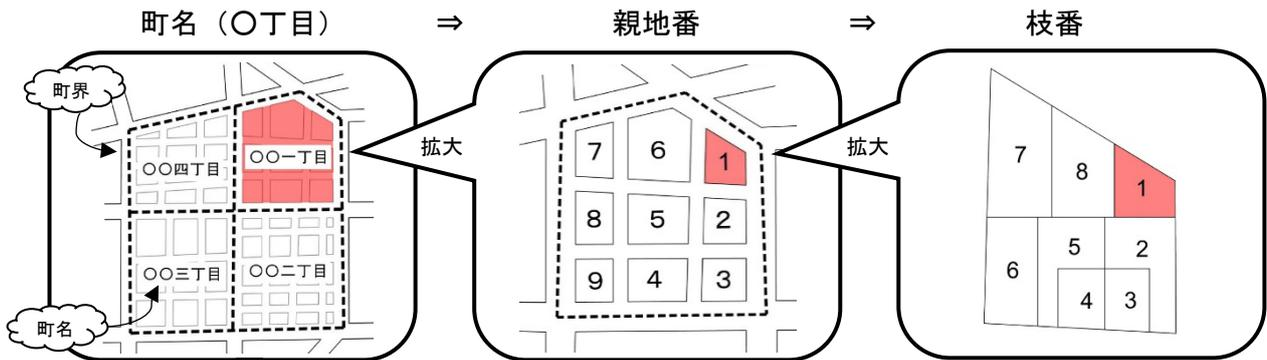 町名（〇丁目）　⇒　親地番　⇒　枝番
町界
〇〇四丁目
〇〇一丁目
〇〇三丁目
〇〇二丁目
町名
拡大
7 6 1
8 5 2
9 4 3
拡大
7 8 1
6 5 2
4 3